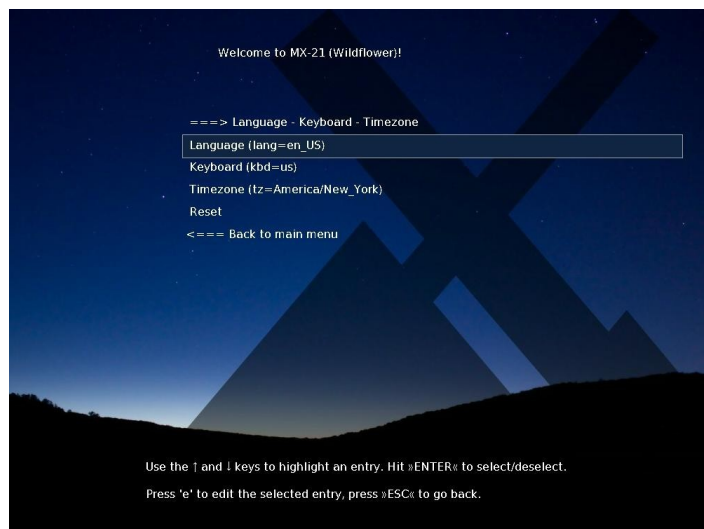 Welcome to MX-21 (Wildflower)!
===> Language - Keyboard - Timezone
Language (lang=en_US)
Keyboard (kbd=us)
Timezone (tz=America/New_York)
Reset
<=== Back to main menu
Use the ↑ and ↓ keys to highlight an entry. Hit »ENTER« to select/deselect.
Press 'e' to edit the selected entry, press »ESC« to go back.